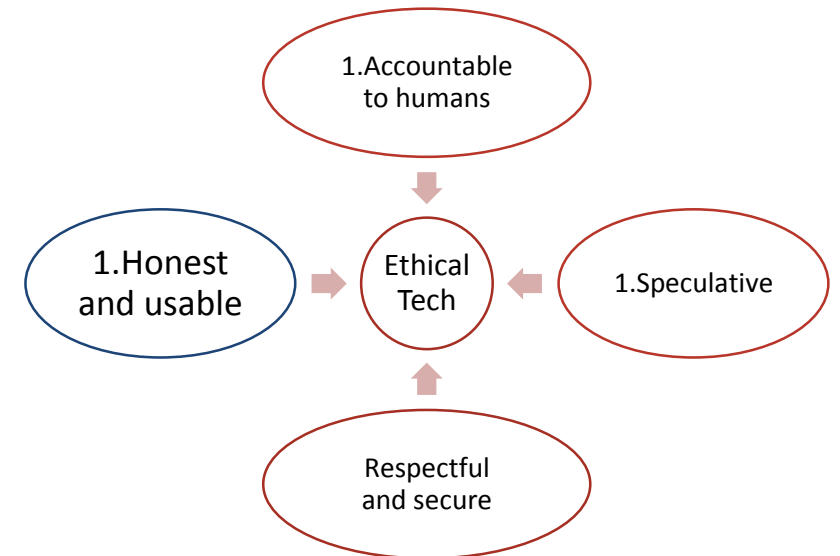 1.Accountable
to humans
1.Honest
and usable
Ethical
Tech
1.Speculative
Respectful
and secure